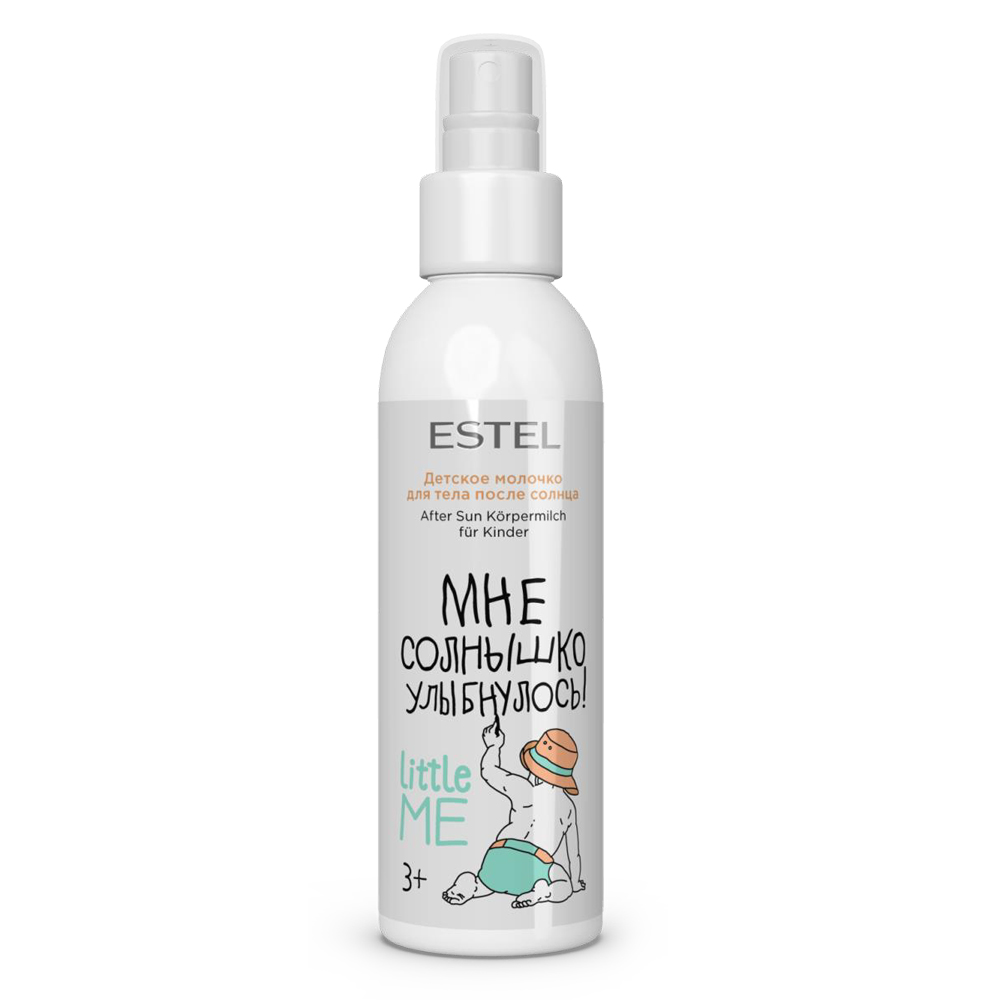 ESTEL
Детское молочко
для тела после солнца
After Sun Körpermilch
für Kinder
МНЕ
СОЛНЫШКО
УЛЫБНУЛОСЬ!
little
ME
3+